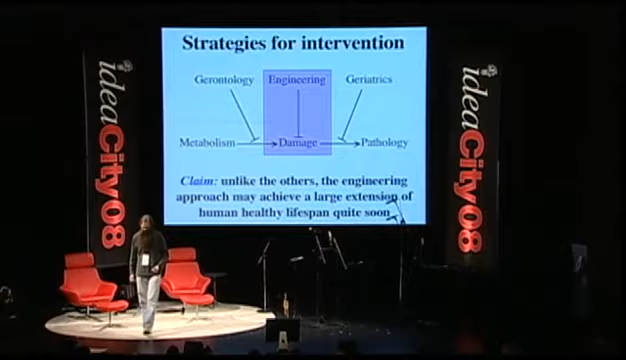 Strategies for intervention
Gerontology Engineering Geriatrics
Metabolism Damage Pathology
Claim: unlike the others, the engineering
approach may achieve a large extension of
human healthy lifespan quite soon
ideaCity08
ideaCity08